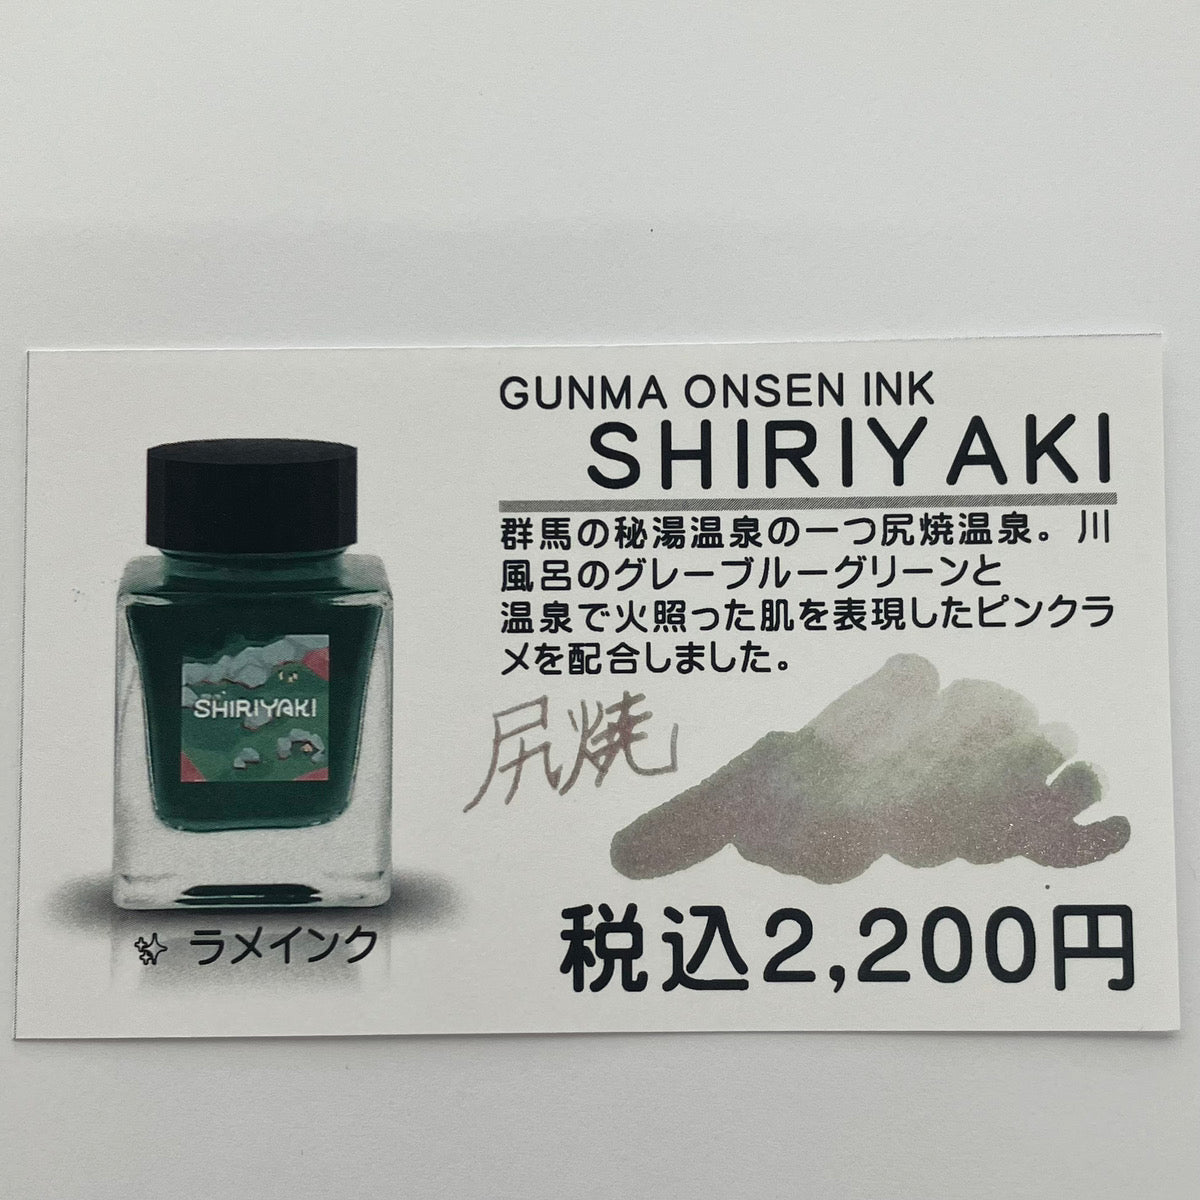 GUNMA ONSEN INK
SHIRIYAKI
群馬の秘湯温泉の一つ尻焼温泉。川
風呂のグレーブルーグリーンと
温泉で火照った肌を表現したピンクラ
メを配合しました。
尻焼
SHIRIYAKI
ラメインク
税込2,200円